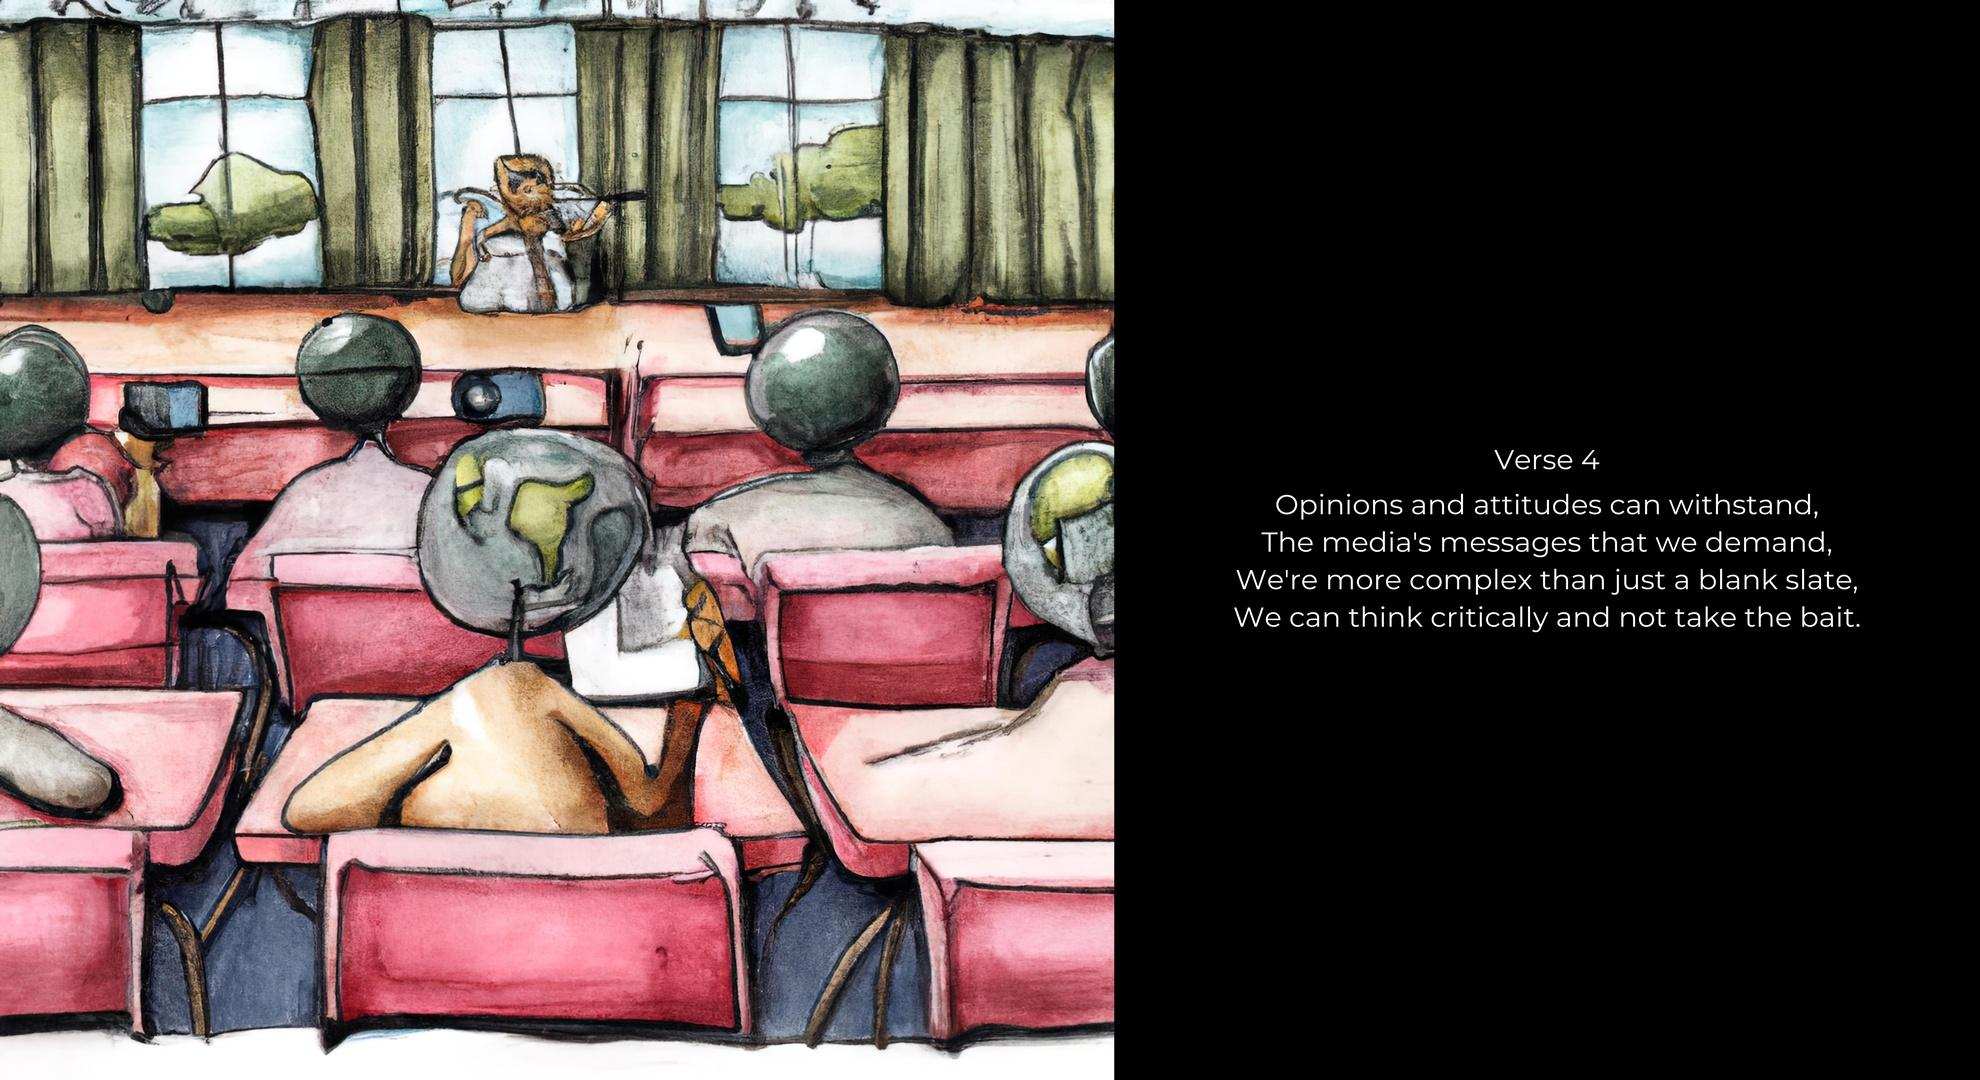 Verse 4
Opinions and attitudes can withstand,
The media's messages that we demand,
We're more complex than just a blank slate,
We can think critically and not take the bait.